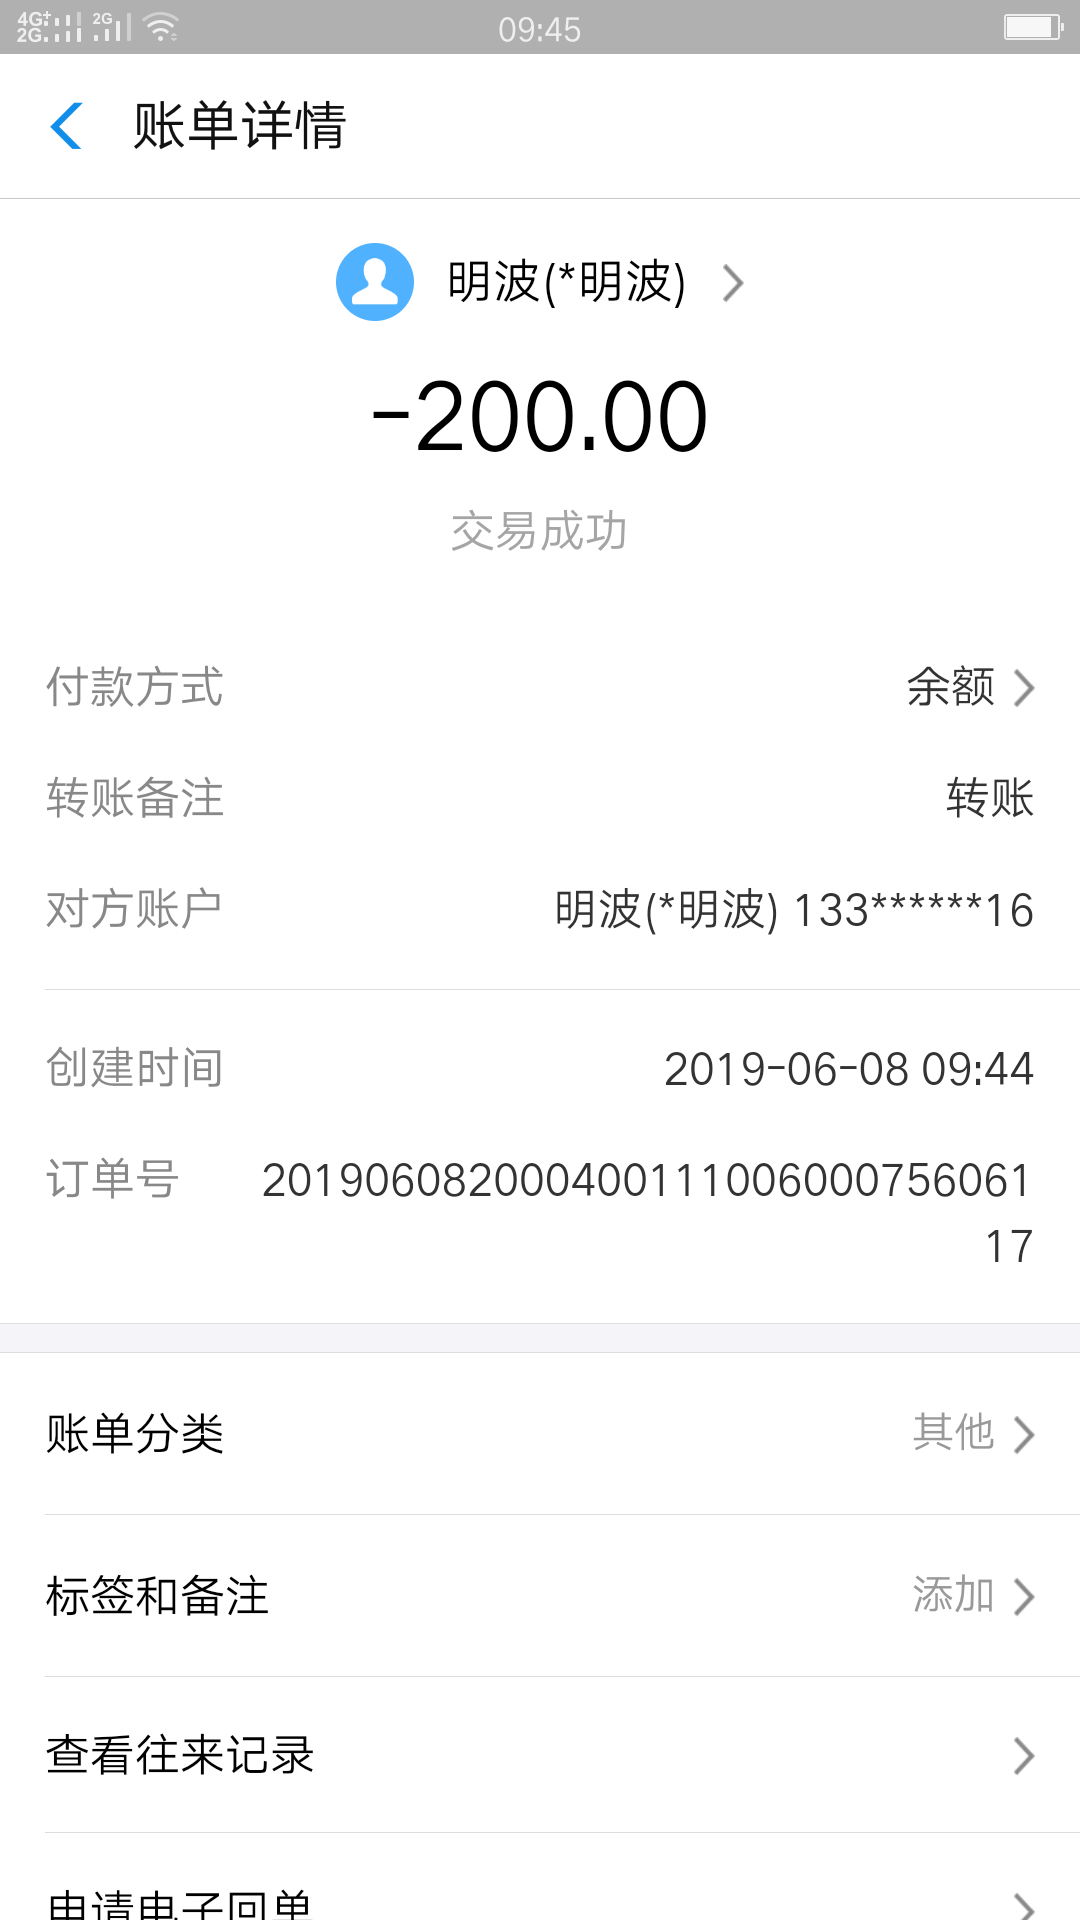 4G+ 2G 2G 09:45
账单详情
明波(*明波)
-200.00
交易成功
付款方式 余额
转账备注 转账
对方账户 明波(*明波) 133******16
创建时间 2019-06-08 09:44
订单号 201906082000400111006000756061
17
账单分类 其他
标签和备注 添加
查看往来记录
申请电子回单